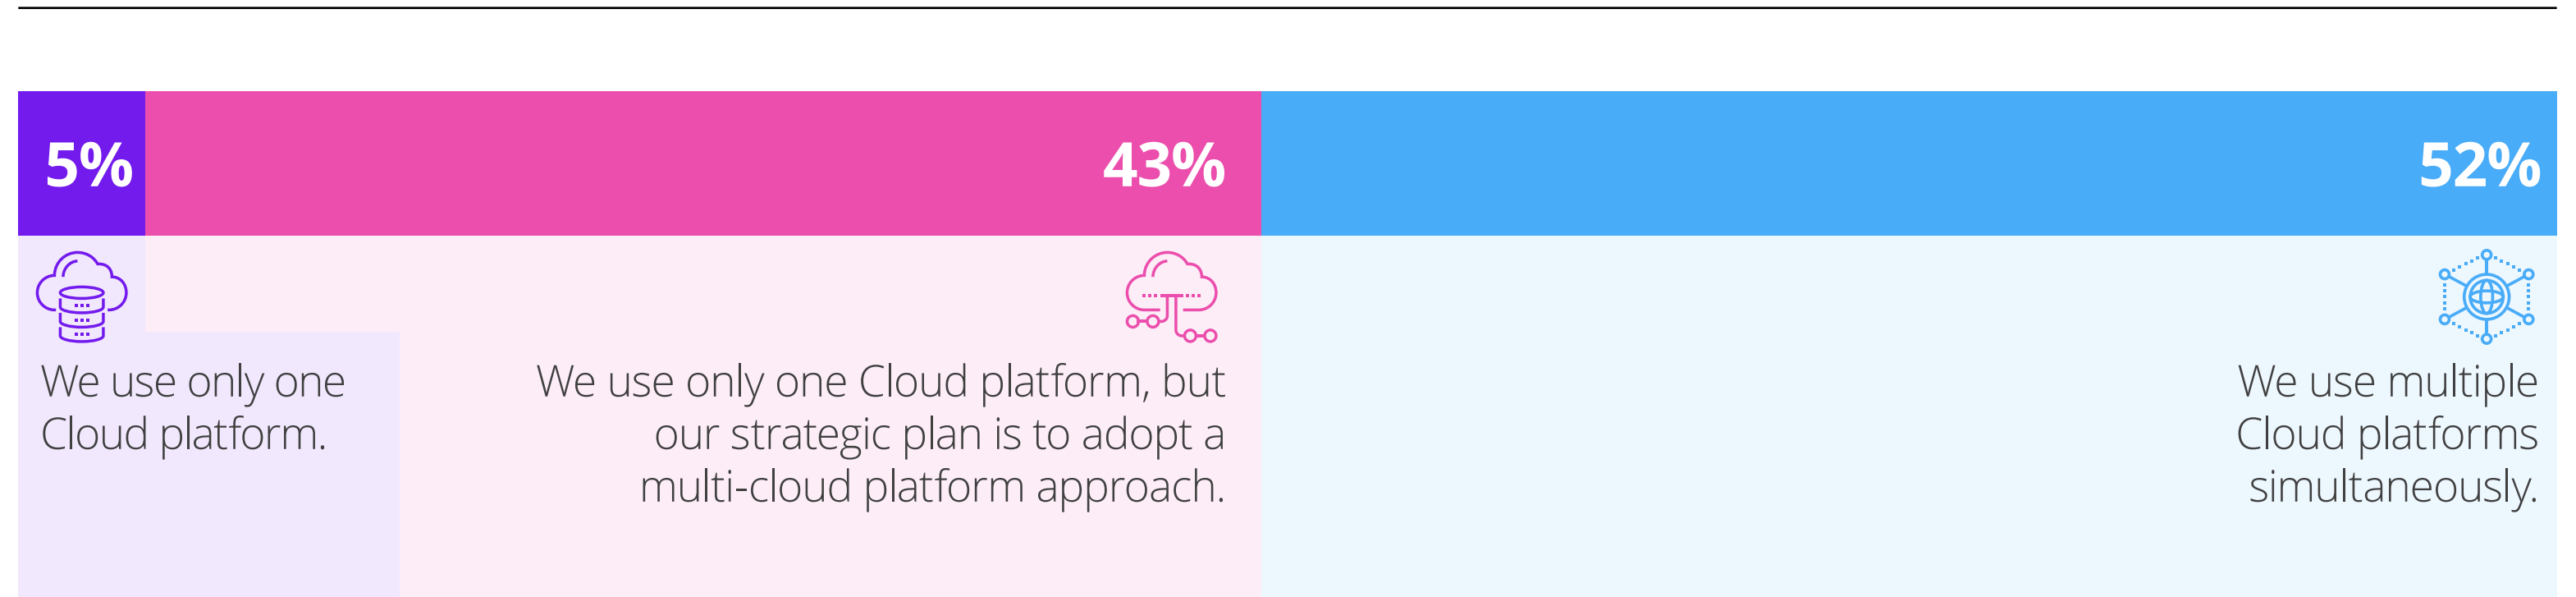 5%
43%
52%
We use only one
Cloud platform.
We use only one Cloud platform, but
our strategic plan is to adopt a
multi-cloud platform approach.
We use multiple
Cloud platforms
simultaneously.